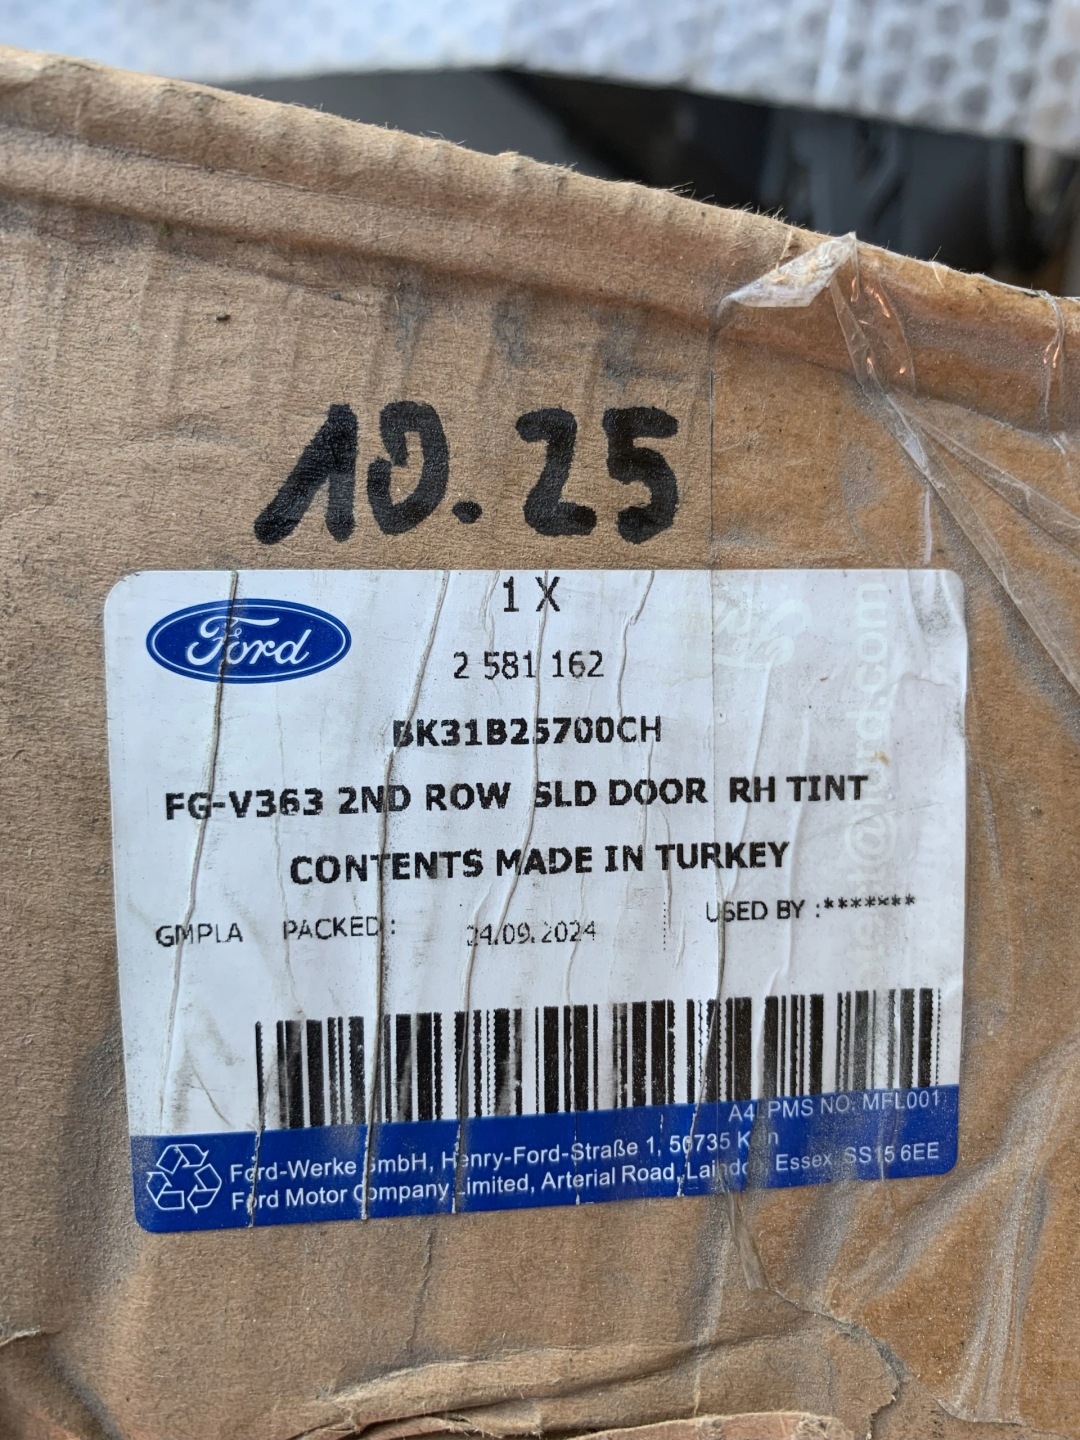 10.25
Ford
1 X
2 581 162
BK31B25700CH
FG-V363 2ND ROW SLD DOOR RH TINT
CONTENTS MADE IN TURKEY
GMPLA PACKED : 24.09.2024 USED BY :*******
A4 PMS NO. MFL001
Ford-Werke GmbH, Henry-Ford-Straße 1, 50735 Köln
Ford Motor Company Limited, Arterial Road, Laindon, Essex SS15 6EE